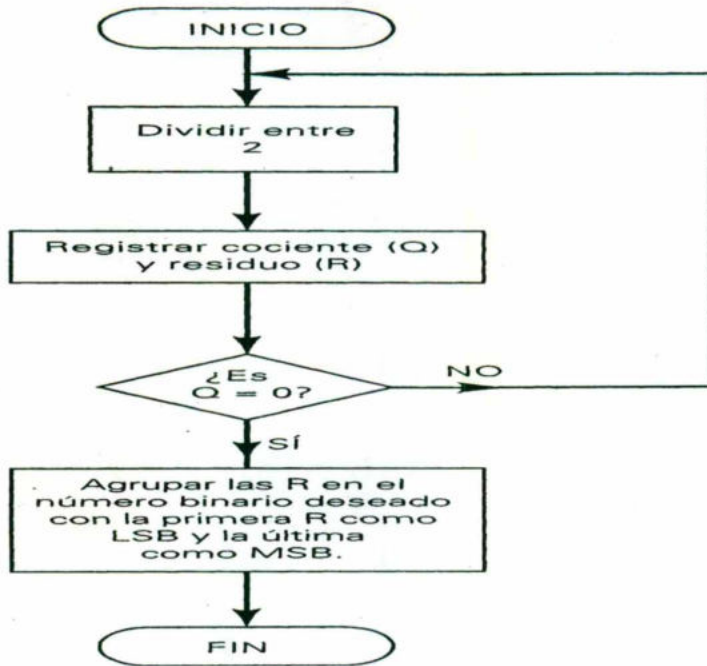 INICIO
Dividir entre
2
Registrar cociente (Q)
y residuo (R)
¿Es
Q = 0?
NO
SÍ
Agrupar las R en el
número binario deseado
con la primera R como
LSB y la última
como MSB.
FIN